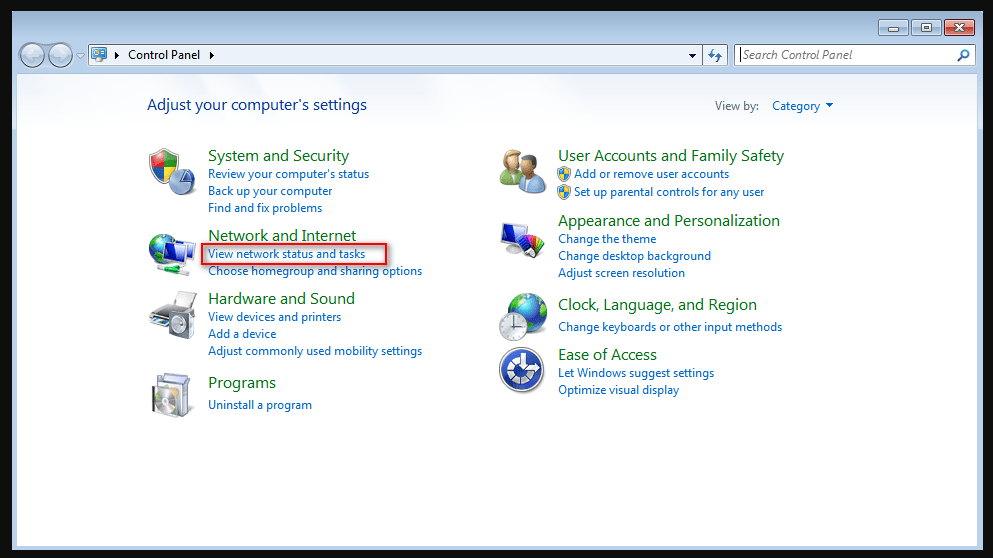 Control Panel
Search Control Panel
Adjust your computer's settings
View by: Category
System and Security
Review your computer's status
Back up your computer
Find and fix problems
Network and Internet
View network status and tasks
Choose homegroup and sharing options
Hardware and Sound
View devices and printers
Add a device
Adjust commonly used mobility settings
Programs
Uninstall a program
User Accounts and Family Safety
Add or remove user accounts
Set up parental controls for any user
Appearance and Personalization
Change the theme
Change desktop background
Adjust screen resolution
Clock, Language, and Region
Change keyboards or other input methods
Ease of Access
Let Windows suggest settings
Optimize visual display